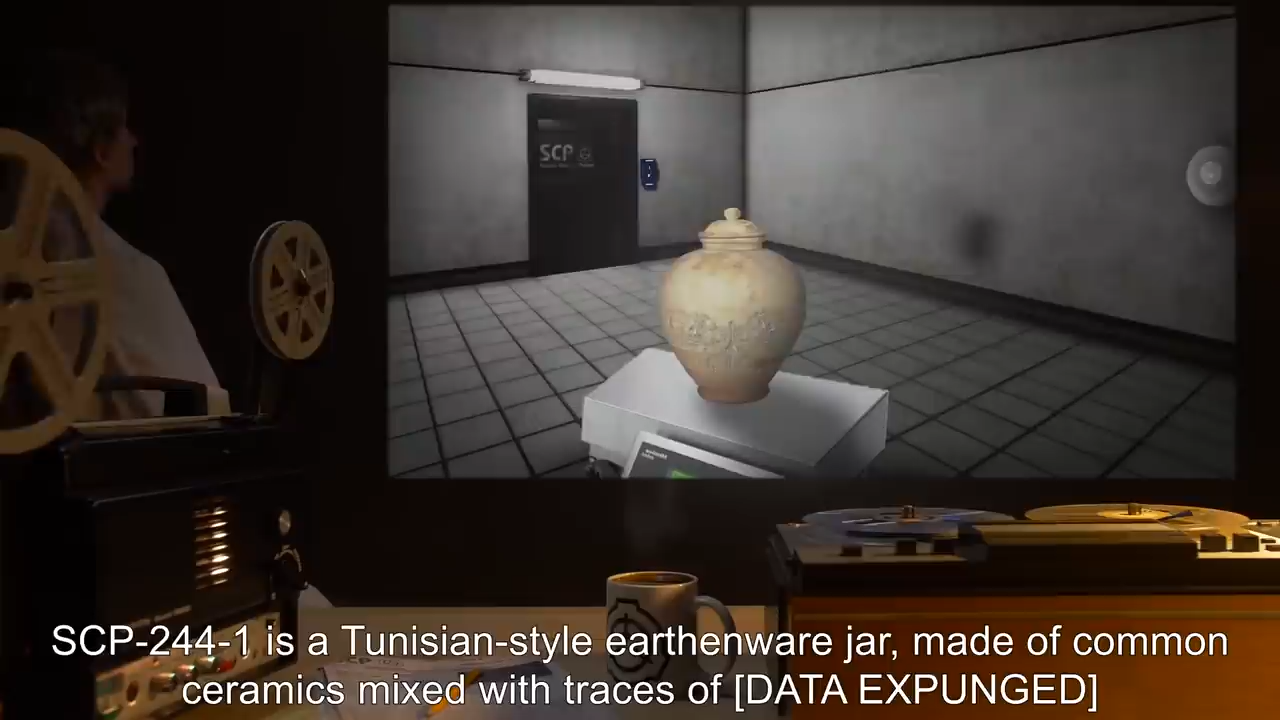 SCP
SCP-244-1 is a Tunisian-style earthenware jar, made of common
ceramics mixed with traces of [DATA EXPUNGED]